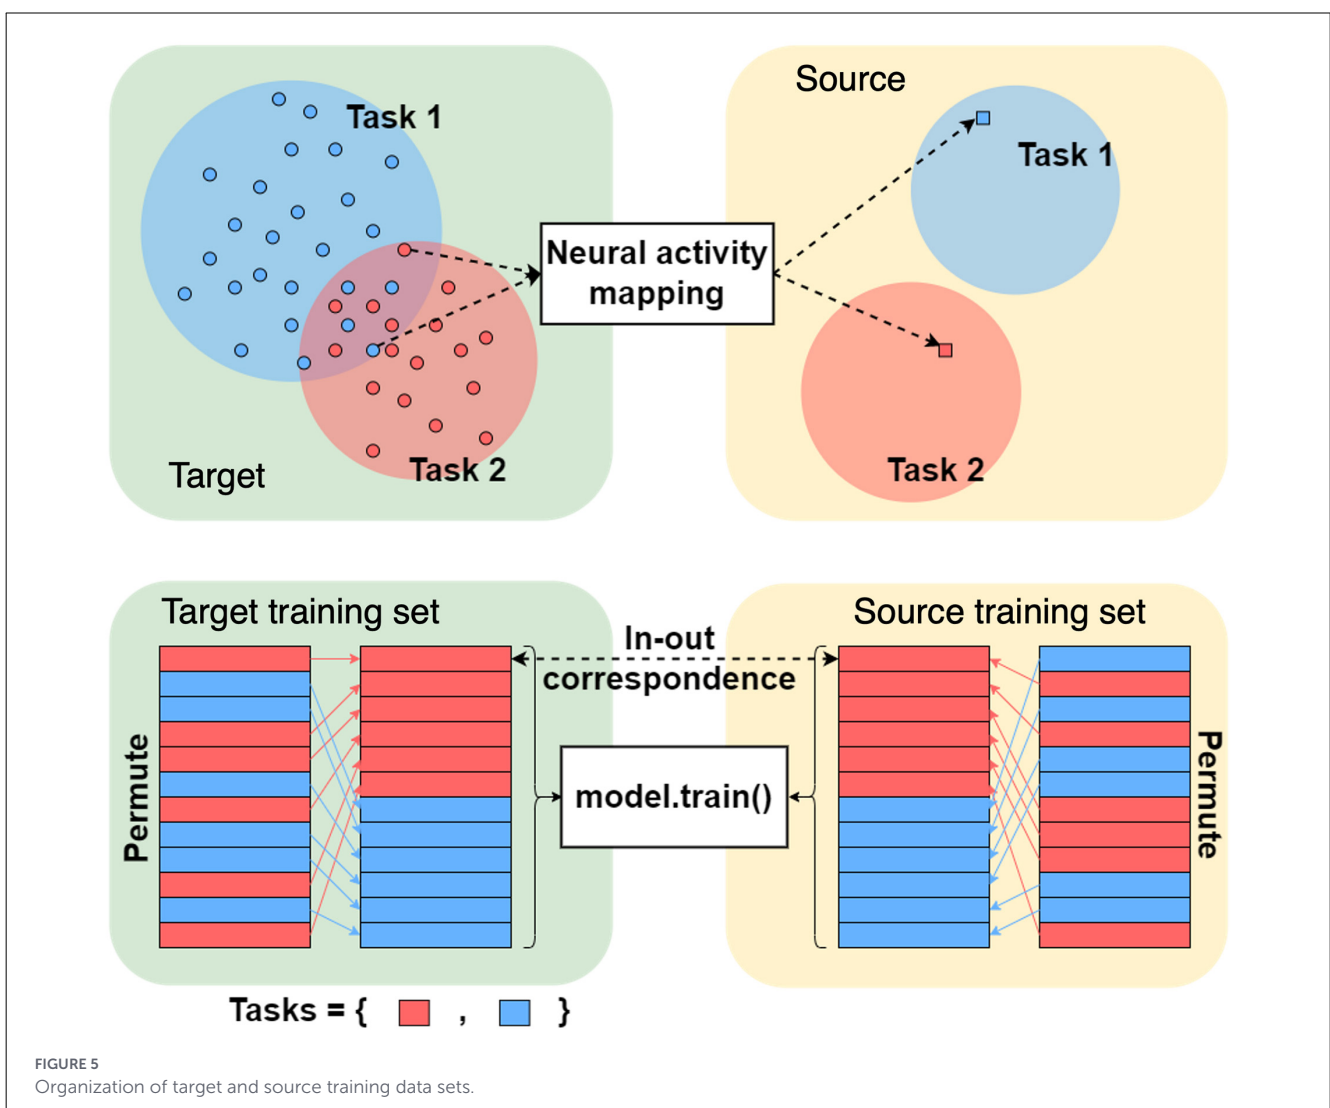 Task 1
Source
Task 1
Neural activity
mapping
Target
Task 2
Task 2
Target training set
Source training set
In-out
correspondence
Permute
model.train()
Permute
Tasks = { , }
FIGURE 5
Organization of target and source training data sets.